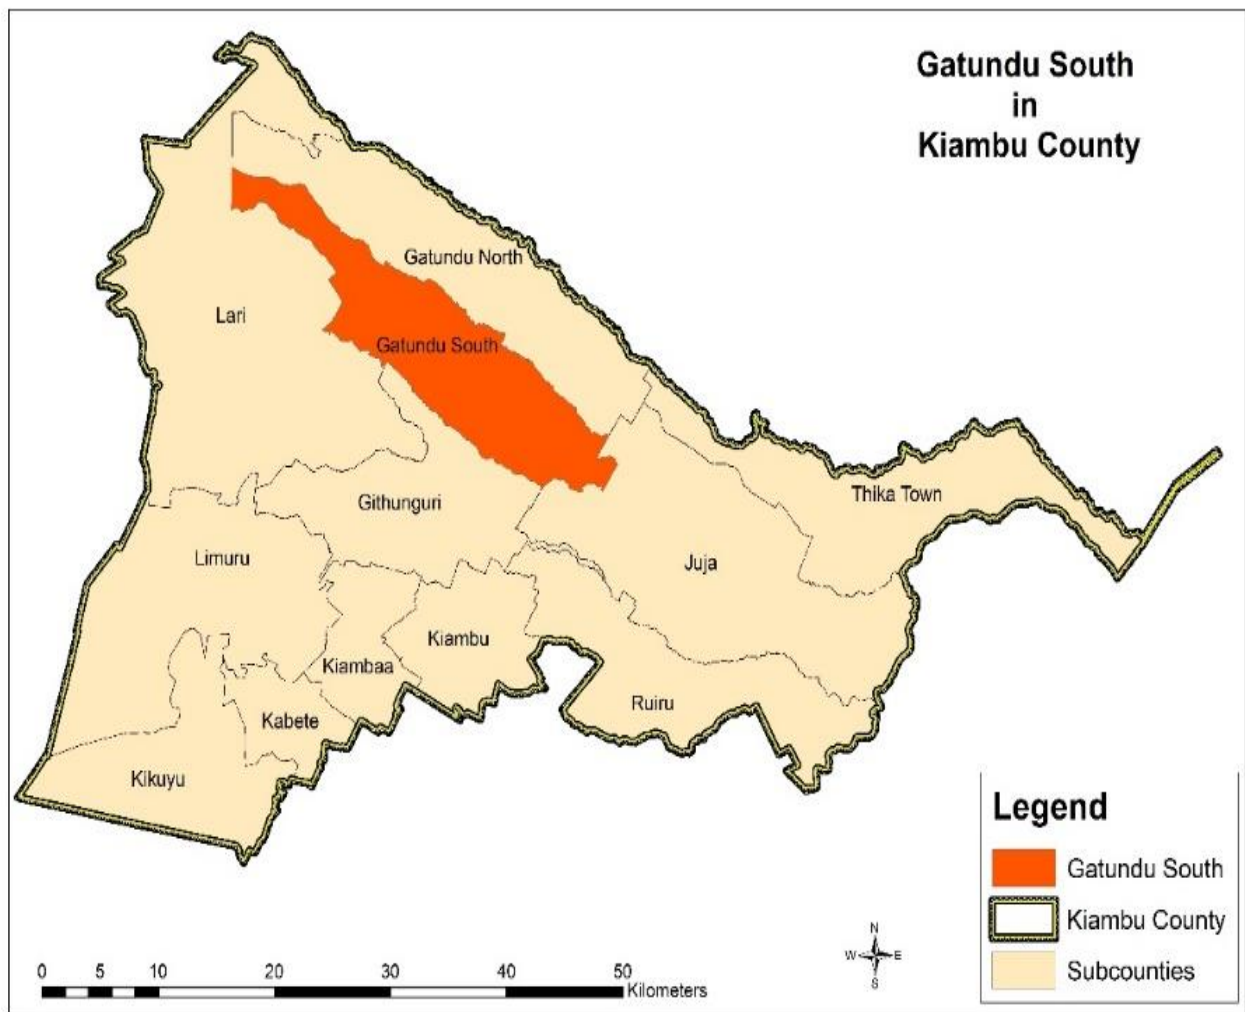 Gatundu South
in
Kiambu County
Gatundu North
Lari
Gatundu South
Thika Town
Githunguri
Limuru
Juja
Kiambu
Kiambaa
Ruiru
Kabete
Kikuyu
Legend
Gatundu South
Kiambu County
Subcounties
N
W E
S
0 5 10 20 30 40 50
Kilometers